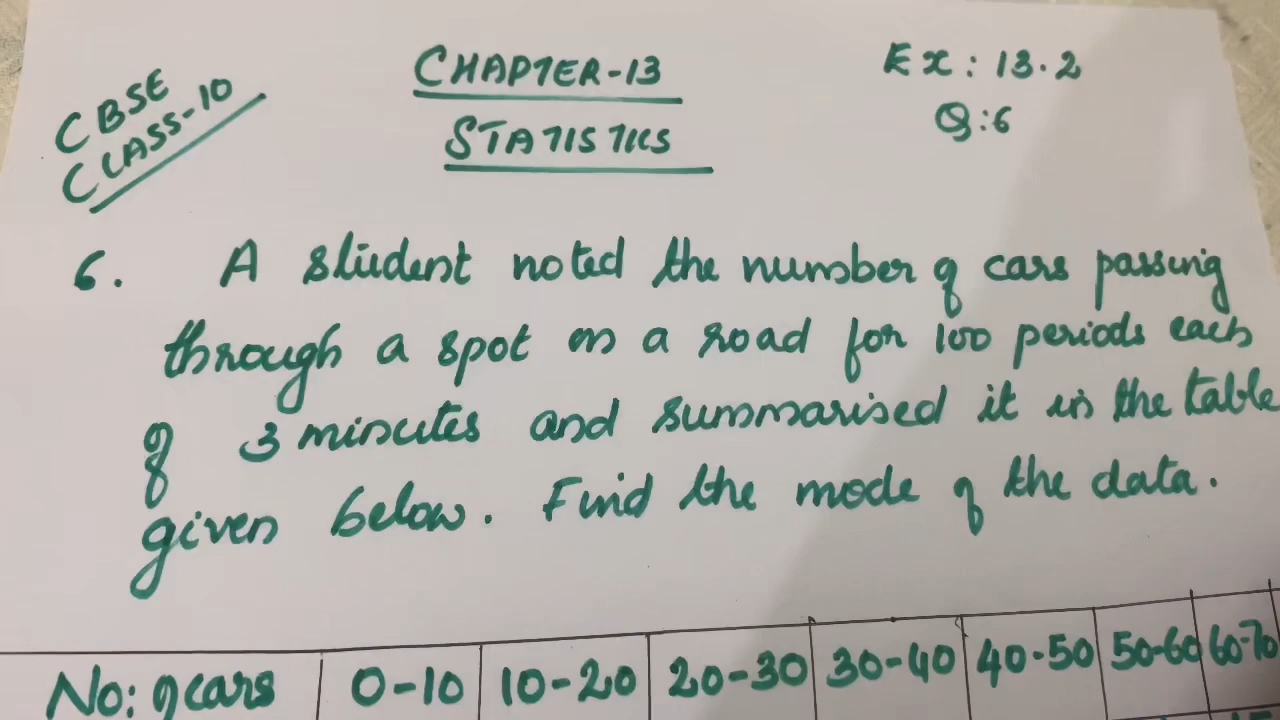 CBSE
CLASS-10
CHAPTER-13
STATISTICS
Ex: 13.2
Q:6
6. A student noted the number of cars passing
through a spot on a road for 100 periods each
of 3 minutes and summarised it in the table
given below. Find the mode of the data.
No: of cars 0-10 10-20 20-30 30-40 40-50 50-60 60-70